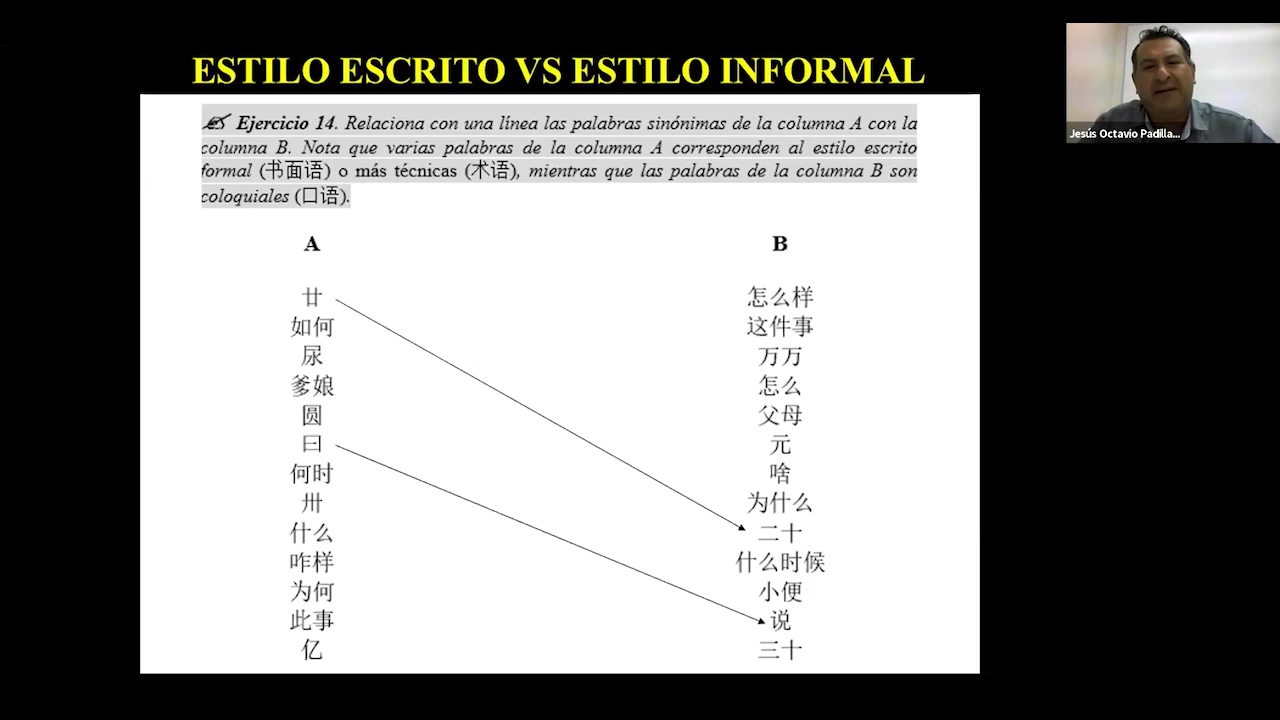 ESTILO ESCRITO VS ESTILO INFORMAL
Jesús Octavio Padilla...
Ejercicio 14. Relaciona con una línea las palabras sinónimas de la columna A con la
columna B. Nota que varias palabras de la columna A corresponden al estilo escrito
formal (书面语) o más técnicas (术语), mientras que las palabras de la columna B son
coloquiales (口语).
A B
廿 怎么样
如何 这件事
尿 万万
爹娘 怎么
圆 父母
曰 元
何时 啥
卅 为什么
什么 二十
咋样 什么时候
为何 小便
此事 说
亿 三十